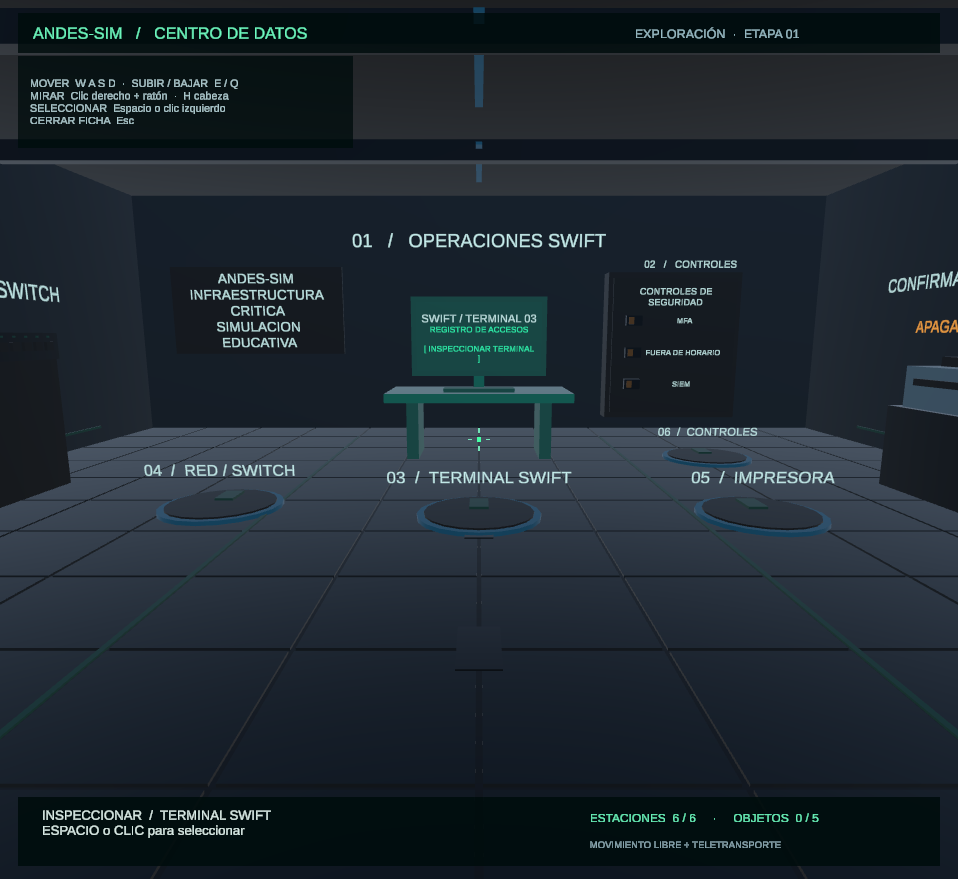 ANDES-SIM / CENTRO DE DATOS
EXPLORACIÓN · ETAPA 01
MOVER W A S D · SUBIR / BAJAR E / Q
MIRAR Clic derecho + ratón · H cabeza
SELECCIONAR Espacio o clic izquierdo
CERRAR FICHA Esc
01 / OPERACIONES SWIFT
02 / CONTROLES
SWITCH
ANDES-SIM
INFRAESTRUCTURA
CRITICA
SIMULACION
EDUCATIVA
SWIFT / TERMINAL 03
REGISTRO DE ACCESOS
[ INSPECCIONAR TERMINAL
]
CONTROLES DE
SEGURIDAD
MFA
FUERA DE HORARIO
SIEM
CONFIRMA
APAGA
06 / CONTROLES
04 / RED / SWITCH
03 / TERMINAL SWIFT
05 / IMPRESORA
INSPECCIONAR / TERMINAL SWIFT
ESPACIO o CLIC para seleccionar
ESTACIONES 6 / 6 · OBJETOS 0 / 5
MOVIMIENTO LIBRE + TELETRANSPORTE